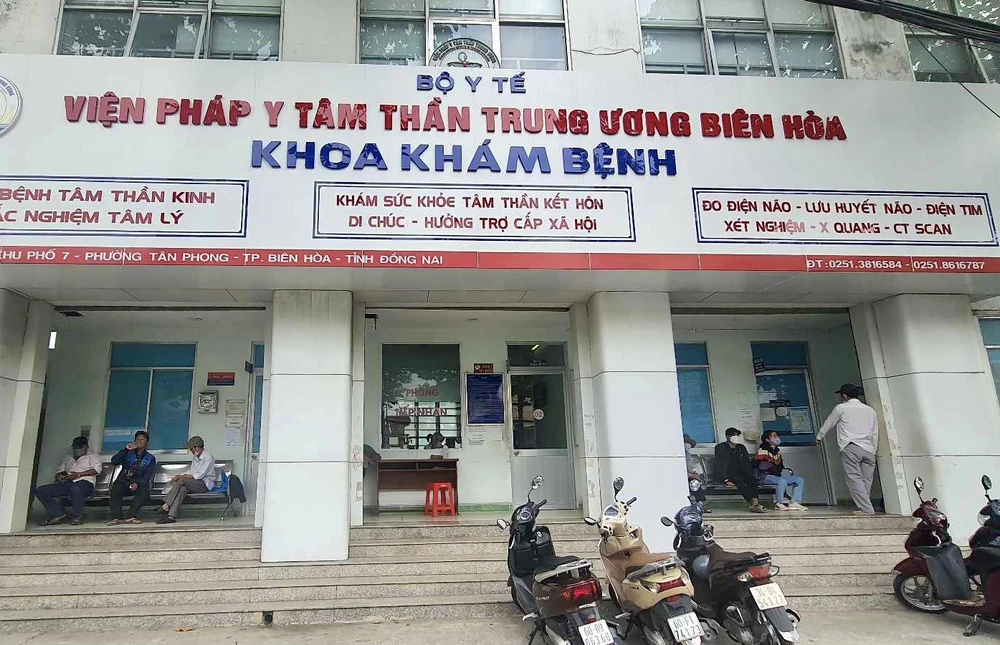 BỘ Y TẾ
VIỆN PHÁP Y TÂM THẦN TRUNG ƯƠNG BIÊN HÒA
KHOA KHÁM BỆNH
BỆNH TÂM THẦN KINH
NGHIỆM TÂM LÝ
KHÁM SỨC KHỎE TÂM THẦN KẾT HÔN
DI CHÚC - HƯỞNG TRỢ CẤP XÃ HỘI
ĐO ĐIỆN NÃO - LƯU HUYẾT NÃO - ĐIỆN TIM
XÉT NGHIỆM - X QUANG - CT SCAN
KHU PHỐ 7 - PHƯỜNG TÂN PHONG - TP. BIÊN HÒA - TỈNH ĐỒNG NAI
ĐT:0251.3816584 - 0251.8616787
PHÒNG
TIẾP NHẬN